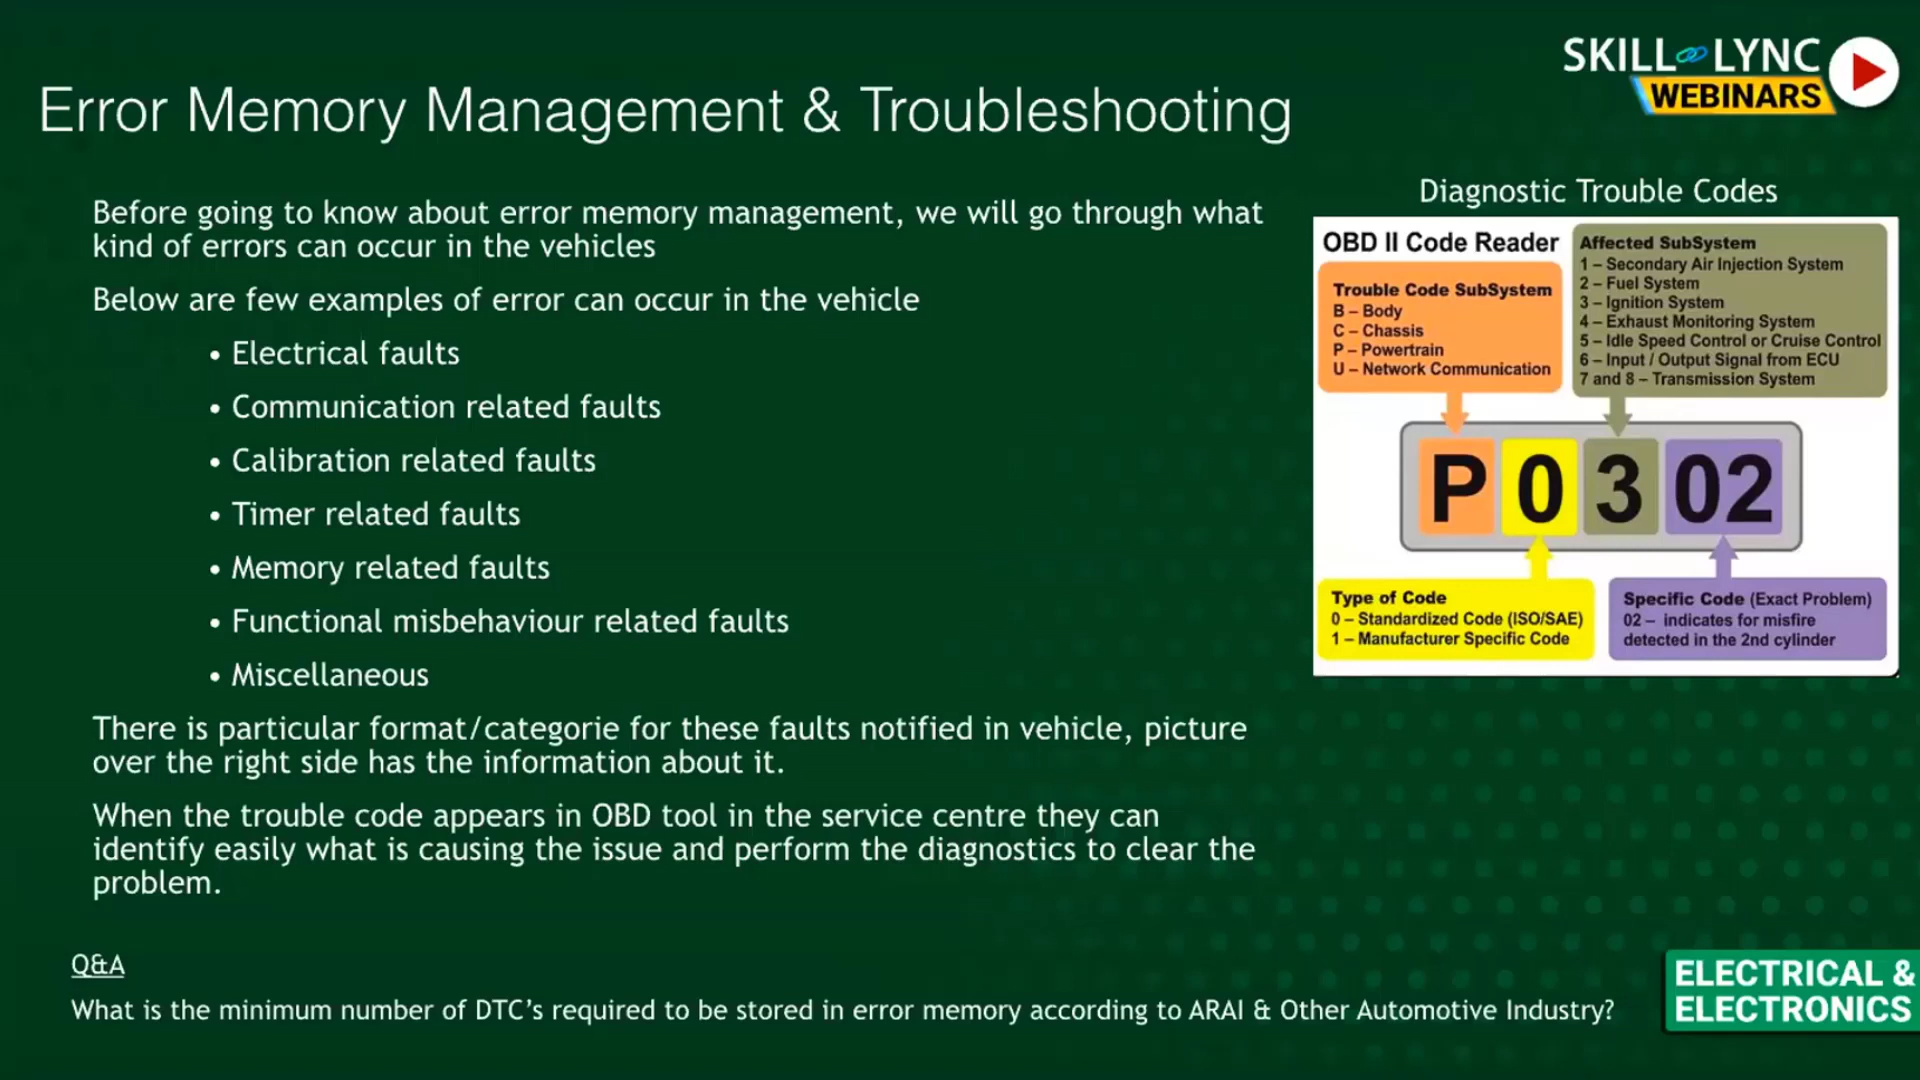 SKILL LYNC
WEBINARS
Error Memory Management & Troubleshooting
Before going to know about error memory management, we will go through what
kind of errors can occur in the vehicles
Below are few examples of error can occur in the vehicle
• Electrical faults
• Communication related faults
• Calibration related faults
• Timer related faults
• Memory related faults
• Functional misbehaviour related faults
• Miscellaneous
There is particular format/categorie for these faults notified in vehicle, picture
over the right side has the information about it.
When the trouble code appears in OBD tool in the service centre they can
identify easily what is causing the issue and perform the diagnostics to clear the
problem.
Diagnostic Trouble Codes
OBD II Code Reader
Trouble Code SubSystem
B – Body
C – Chassis
P – Powertrain
U – Network Communication
Affected SubSystem
1 – Secondary Air Injection System
2 – Fuel System
3 – Ignition System
4 – Exhaust Monitoring System
5 – Idle Speed Control or Cruise Control
6 – Input / Output Signal from ECU
7 and 8 – Transmission System
P 0 3 02
Type of Code
0 – Standardized Code (ISO/SAE)
1 – Manufacturer Specific Code
Specific Code (Exact Problem)
02 – indicates for misfire
detected in the 2nd cylinder
Q&A
What is the minimum number of DTC's required to be stored in error memory according to ARAI & Other Automotive Industry?
ELECTRICAL &
ELECTRONICS